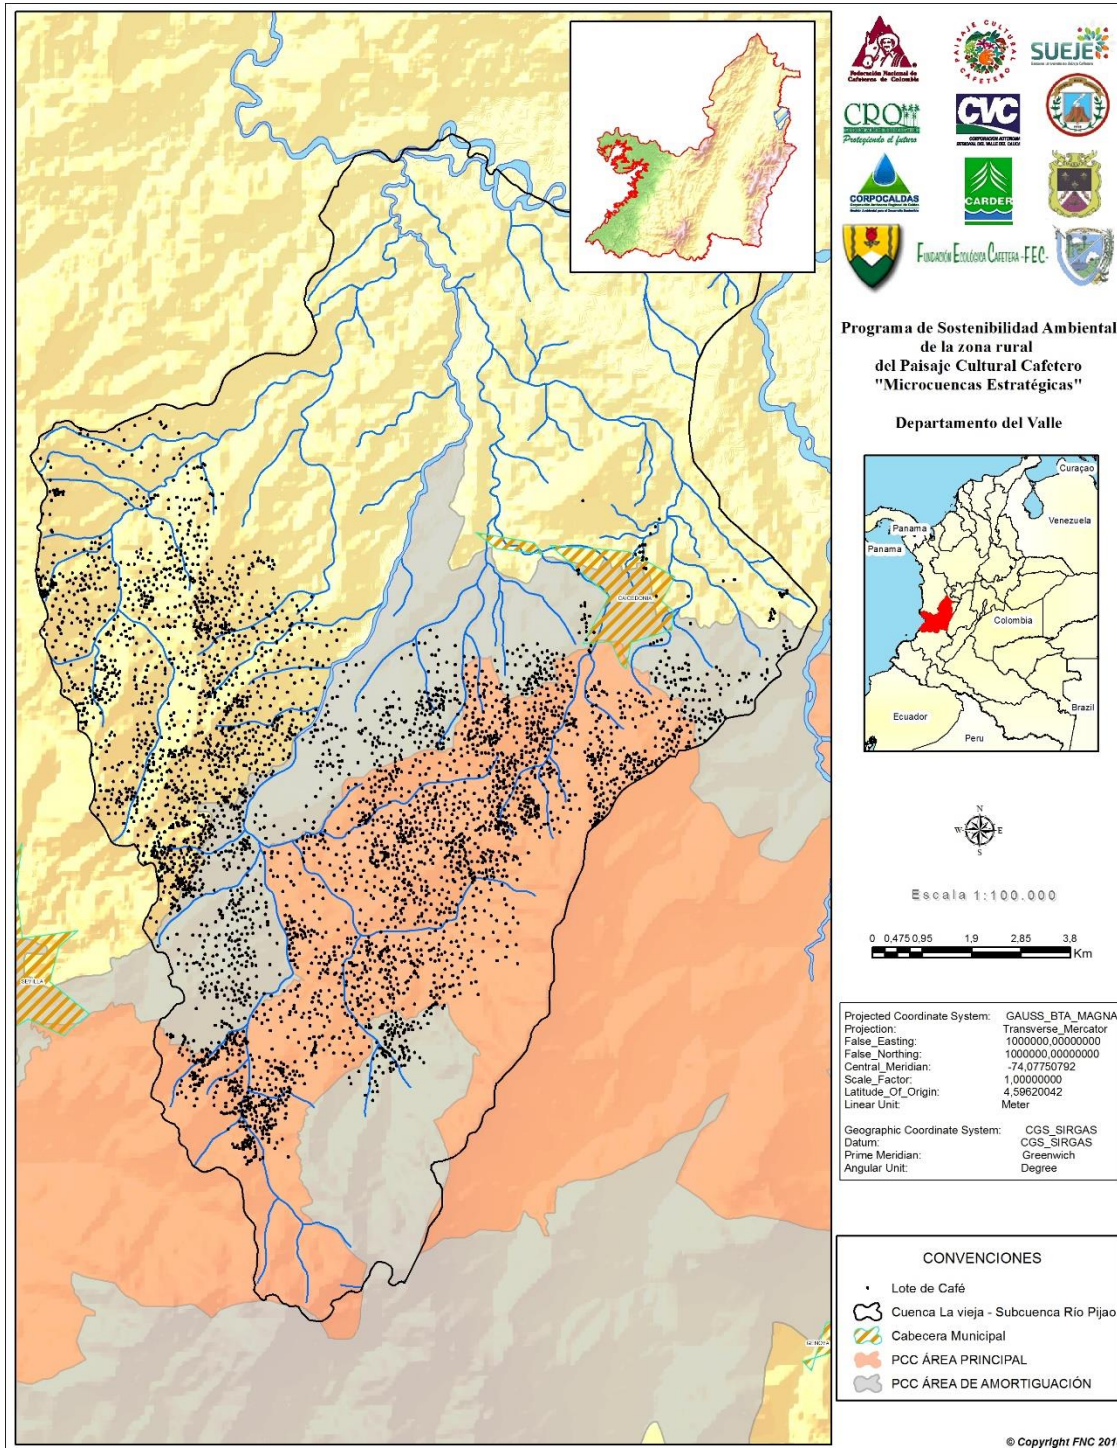 Federación Nacional de
Cafeteros de Colombia
PAISAJE CULTURAL
CAFETERO
SUEJE
CRQ
Protegiendo el futuro
CVC
CORPOCALDAS
CARDER
FUNDACIÓN ECOLÓGICA CAFETERA -FEC-
Programa de Sostenibilidad Ambiental
de la zona rural
del Paisaje Cultural Cafetero
"Microcuencas Estratégicas"
Departamento del Valle
Curaçao
Panama
Venezuela
Panama
Colombia
Ecuador
Brazil
Peru
N
W E
S
Escala 1:100.000
0 0,475 0,95 1,9 2,85 3,8
Km
Projected Coordinate System: GAUSS_BTA_MAGNA
Projection: Transverse_Mercator
False_Easting: 1000000,00000000
False_Northing: 1000000,00000000
Central_Meridian: -74,07750792
Scale_Factor: 1,00000000
Latitude_Of_Origin: 4,59620042
Linear Unit: Meter
Geographic Coordinate System: CGS_SIRGAS
Datum: CGS_SIRGAS
Prime Meridian: Greenwich
Angular Unit: Degree
CONVENCIONES
Lote de Café
Cuenca La vieja - Subcuenca Río Pijao
Cabecera Municipal
PCC ÁREA PRINCIPAL
PCC ÁREA DE AMORTIGUACIÓN
© Copyright FNC 201
CAICEDONIA
SEVILLA